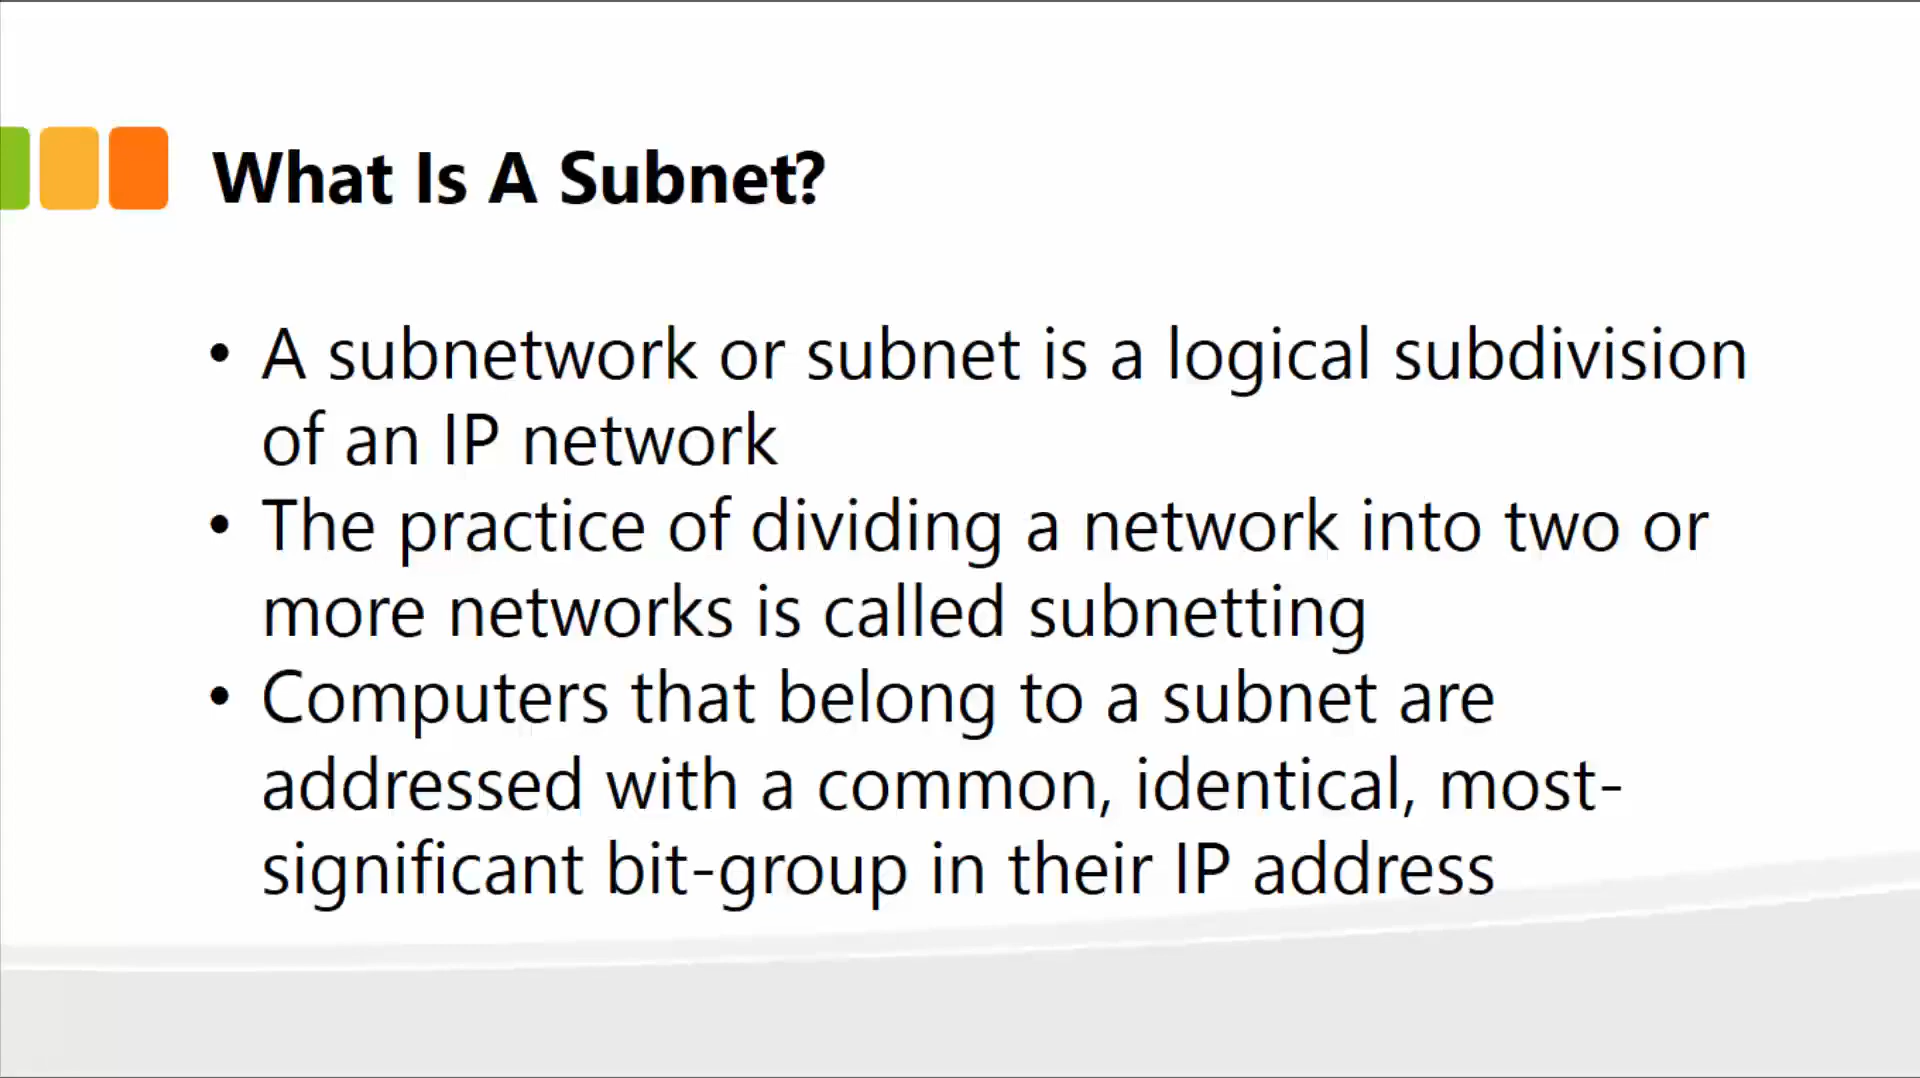 What Is A Subnet?
• A subnetwork or subnet is a logical subdivision
of an IP network
• The practice of dividing a network into two or
more networks is called subnetting
• Computers that belong to a subnet are
addressed with a common, identical, most-
significant bit-group in their IP address